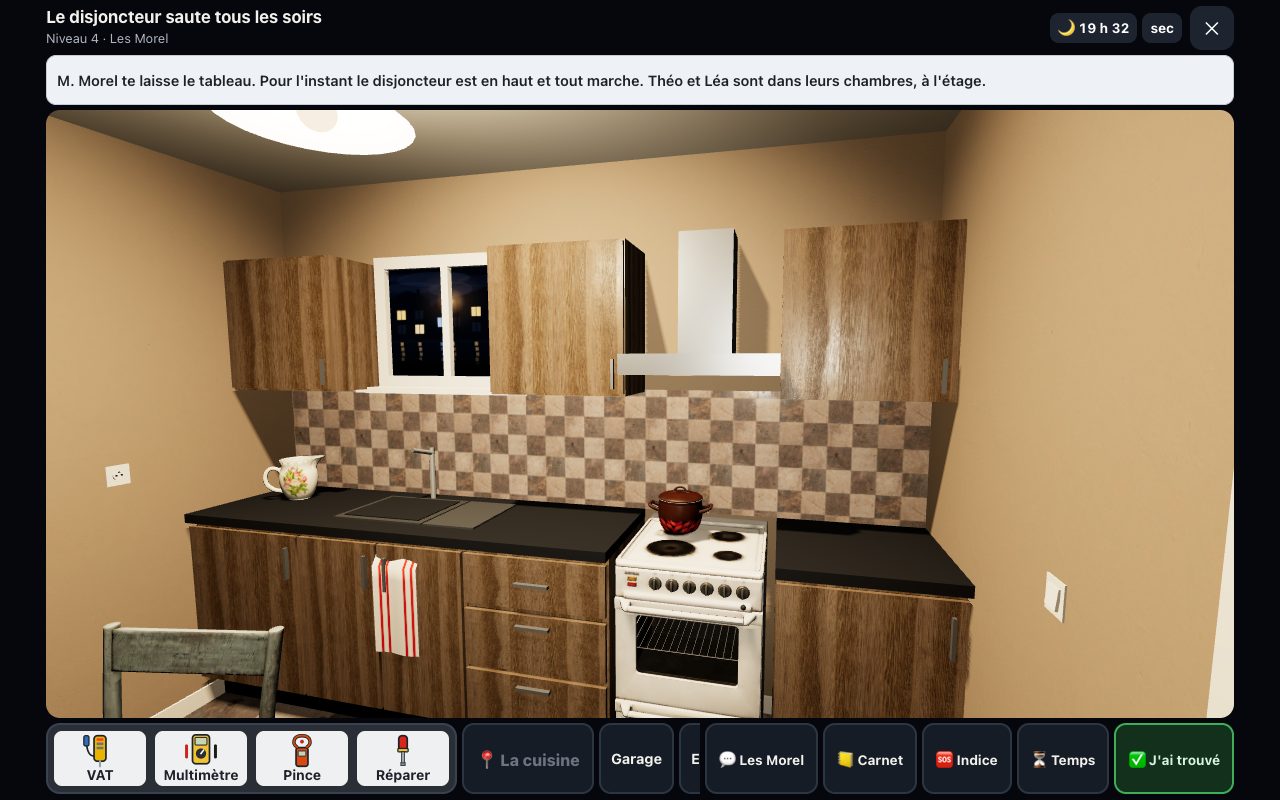 Le disjoncteur saute tous les soirs
Niveau 4 · Les Morel
🌙 19 h 32
sec
M. Morel te laisse le tableau. Pour l'instant le disjoncteur est en haut et tout marche. Théo et Léa sont dans leurs chambres, à l'étage.
VAT
Multimètre
Pince
Réparer
📍 La cuisine
Garage
E
💬 Les Morel
📒 Carnet
🆘 Indice
⏳ Temps
✅ J'ai trouvé